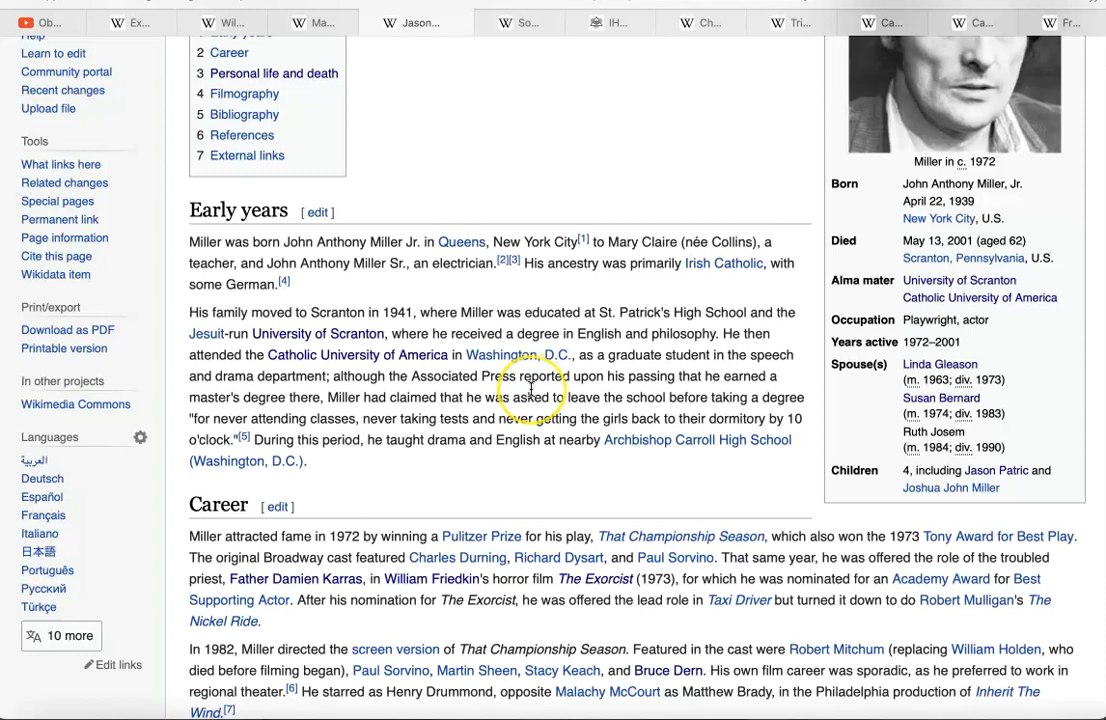 Ob...
Ex...
Wil...
Ma...
Jason...
So...
IH...
Ch...
Tri...
Ca...
Ca...
Fr...
Help
Learn to edit
Community portal
Recent changes
Upload file
Tools
What links here
Related changes
Special pages
Permanent link
Page information
Cite this page
Wikidata item
Print/export
Download as PDF
Printable version
In other projects
Wikimedia Commons
Languages
العربية
Deutsch
Español
Français
Italiano
日本語
Português
Русский
Türkçe
10 more
Edit links
1 Early years
2 Career
3 Personal life and death
4 Filmography
5 Bibliography
6 References
7 External links
Early years [ edit ]
Miller was born John Anthony Miller Jr. in Queens, New York City[1] to Mary Claire (née Collins), a
teacher, and John Anthony Miller Sr., an electrician.[2][3] His ancestry was primarily Irish Catholic, with
some German.[4]
His family moved to Scranton in 1941, where Miller was educated at St. Patrick's High School and the
Jesuit-run University of Scranton, where he received a degree in English and philosophy. He then
attended the Catholic University of America in Washington, D.C., as a graduate student in the speech
and drama department; although the Associated Press reported upon his passing that he earned a
master's degree there, Miller had claimed that he was asked to leave the school before taking a degree
"for never attending classes, never taking tests and never getting the girls back to their dormitory by 10
o'clock."[5] During this period, he taught drama and English at nearby Archbishop Carroll High School
(Washington, D.C.).
Career [ edit ]
Miller attracted fame in 1972 by winning a Pulitzer Prize for his play, That Championship Season, which also won the 1973 Tony Award for Best Play.
The original Broadway cast featured Charles Durning, Richard Dysart, and Paul Sorvino. That same year, he was offered the role of the troubled
priest, Father Damien Karras, in William Friedkin's horror film The Exorcist (1973), for which he was nominated for an Academy Award for Best
Supporting Actor. After his nomination for The Exorcist, he was offered the lead role in Taxi Driver but turned it down to do Robert Mulligan's The
Nickel Ride.
In 1982, Miller directed the screen version of That Championship Season. Featured in the cast were Robert Mitchum (replacing William Holden, who
died before filming began), Paul Sorvino, Martin Sheen, Stacy Keach, and Bruce Dern. His own film career was sporadic, as he preferred to work in
regional theater.[6] He starred as Henry Drummond, opposite Malachy McCourt as Matthew Brady, in the Philadelphia production of Inherit The
Wind.[7]
Miller in c. 1972
Born John Anthony Miller, Jr.
April 22, 1939
New York City, U.S.
Died May 13, 2001 (aged 62)
Scranton, Pennsylvania, U.S.
Alma mater University of Scranton
Catholic University of America
Occupation Playwright, actor
Years active 1972–2001
Spouse(s) Linda Gleason
(m. 1963; div. 1973)
Susan Bernard
(m. 1974; div. 1983)
Ruth Josem
(m. 1984; div. 1990)
Children 4, including Jason Patric and
Joshua John Miller